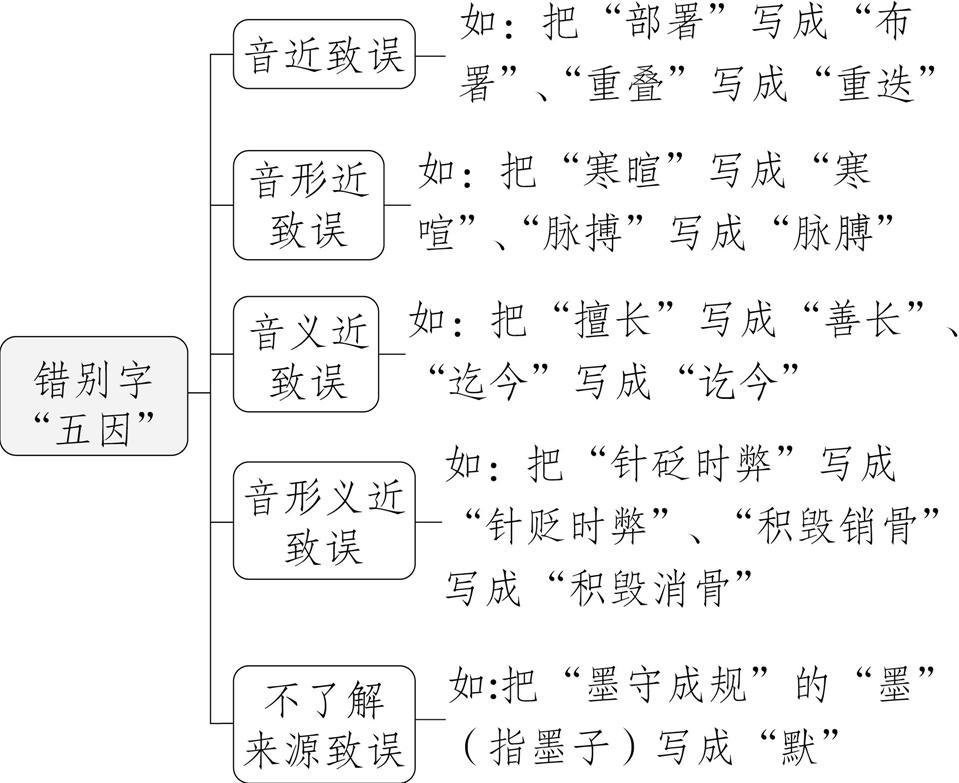 错别字
“五因”
音近致误
如：把“部署”写成“布
署”、“重叠”写成“重迭”
音形近
致误
如：把“寒暄”写成“寒
喧”、“脉搏”写成“脉膊”
音义近
致误
如：把“擅长”写成“善长”、
“迄今”写成“讫今”
音形义近
致误
如：把“针砭时弊”写成
“针贬时弊”、“积毁销骨”
写成“积毁消骨”
不了解
来源致误
如:把“墨守成规”的“墨”
（指墨子）写成“默”